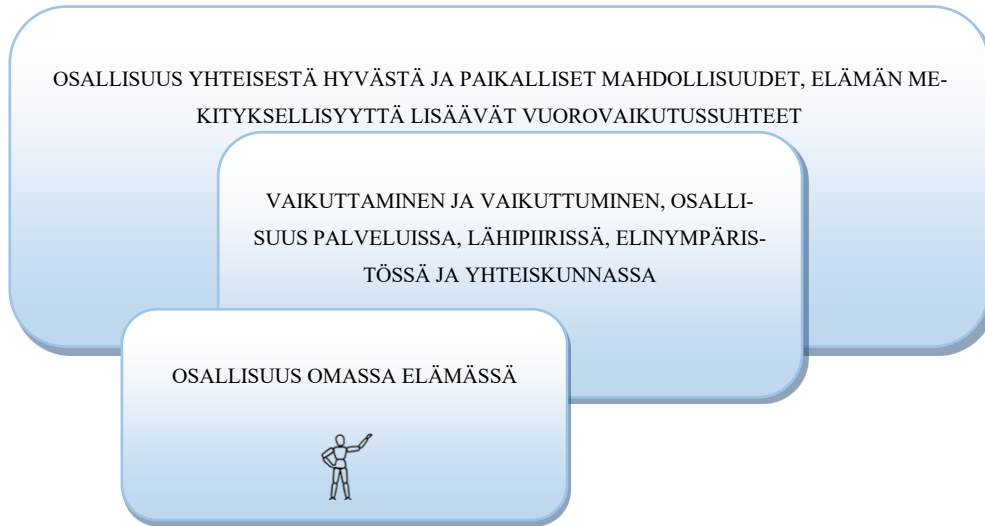 OSALLISUUS YHTEISESTÄ HYVÄSTÄ JA PAIKALLISET MAHDOLLISUUDET, ELÄMÄN ME-
KITYKSELLISYYTTÄ LISÄÄVÄT VUOROVAIKUTUSSUHTEET
VAIKUTTAMINEN JA VAIKUTTUMINEN, OSALLI-
SUUS PALVELUISSA, LÄHIPIIRISSÄ, ELINYMPÄRIS-
TÖSSÄ JA YHTEISKUNNASSA
OSALLISUUS OMASSA ELÄMÄSSÄ